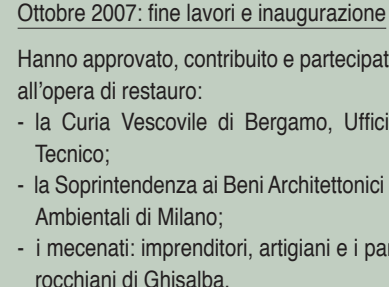 Ottobre 2007: fine lavori e inaugurazione
Hanno approvato, contribuito e partecipat
all'opera di restauro:
- la Curia Vescovile di Bergamo, Uffici
Tecnico;
- la Soprintendenza ai Beni Architettonici
Ambientali di Milano;
- i mecenati: imprenditori, artigiani e i par
rocchiani di Ghisalba.